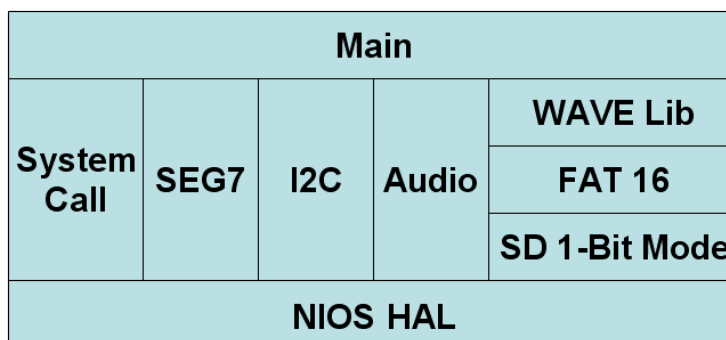 Main
System
Call
SEG7
I2C
Audio
WAVE Lib
FAT 16
SD 1-Bit Mode
NIOS HAL